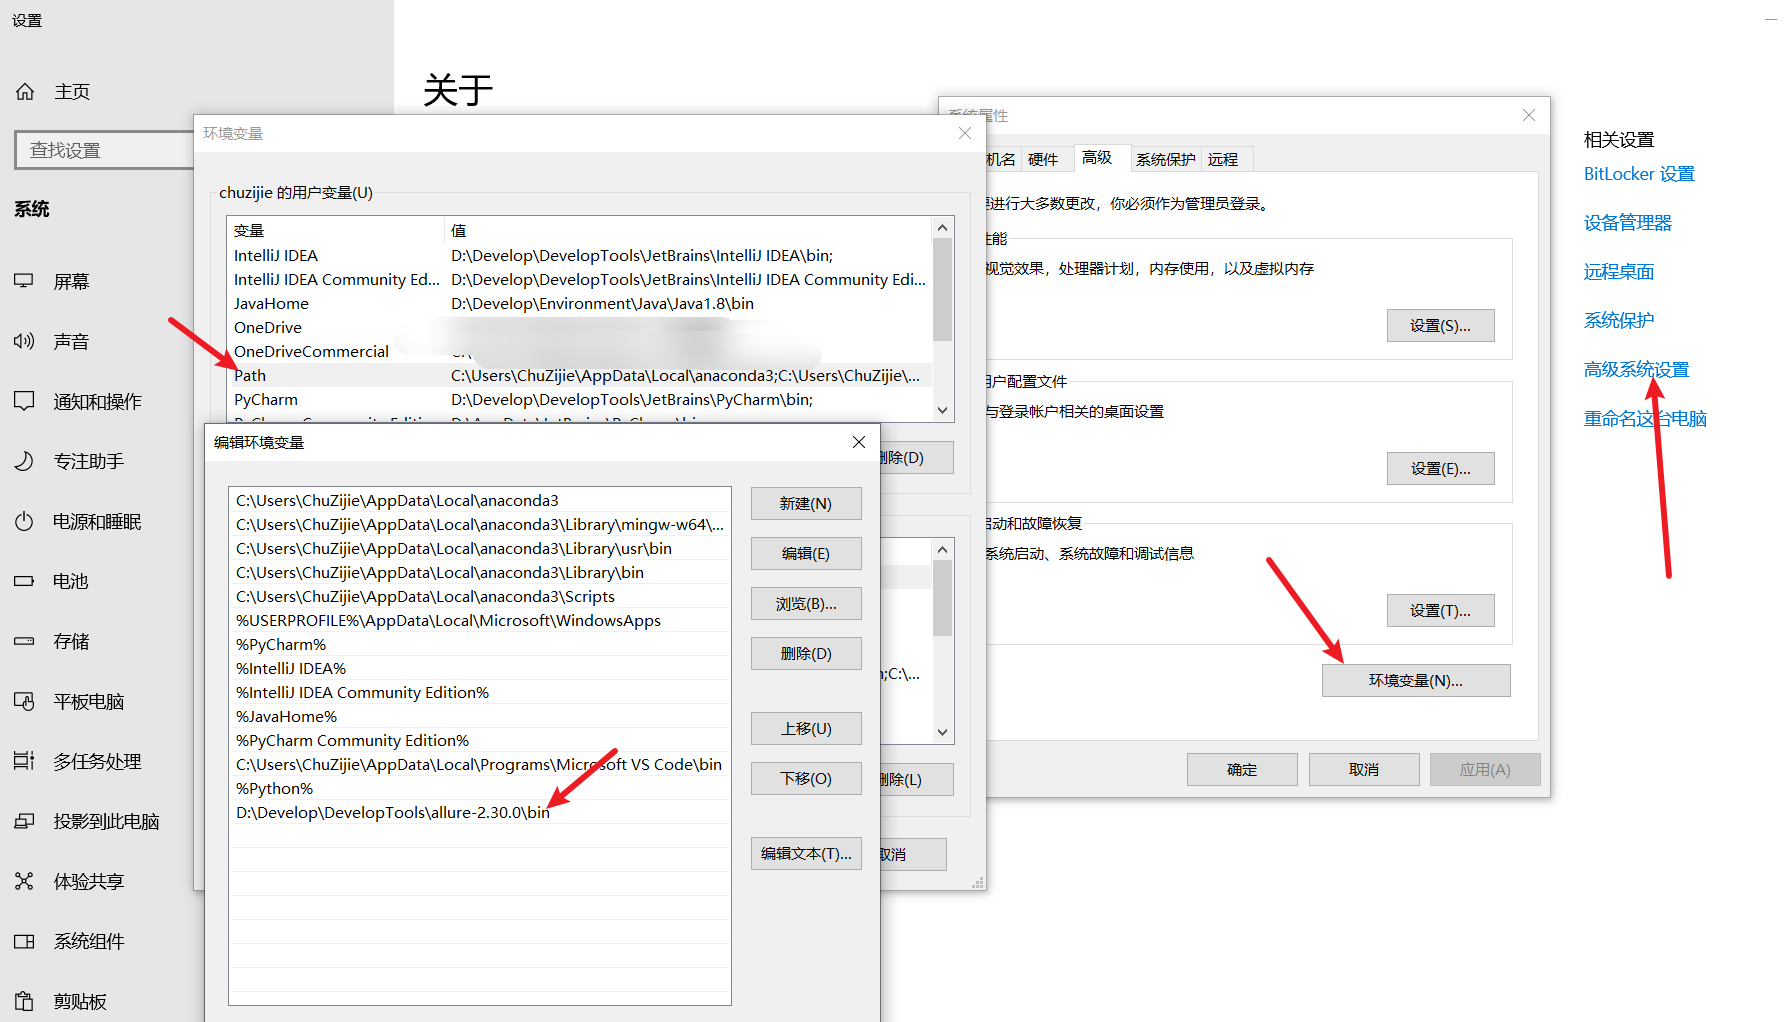 设置
主页
查找设置
系统
屏幕
声音
通知和操作
专注助手
电源和睡眠
电池
存储
平板电脑
多任务处理
投影到此电脑
体验共享
系统组件
剪贴板
关于
环境变量
chuzijie 的用户变量(U)
变量 值
IntelliJ IDEA D:\Develop\DevelopTools\JetBrains\IntelliJ IDEA\bin;
IntelliJ IDEA Community Ed... D:\Develop\DevelopTools\JetBrains\IntelliJ IDEA Community Edi...
JavaHome D:\Develop\Environment\Java\Java1.8\bin
OneDrive
OneDriveCommercial
Path C:\Users\ChuZijie\AppData\Local\anaconda3;C:\Users\ChuZijie\...
PyCharm D:\Develop\DevelopTools\JetBrains\PyCharm\bin;
删除(D)
;C:\...
删除(L)
取消
编辑环境变量
C:\Users\ChuZijie\AppData\Local\anaconda3
C:\Users\ChuZijie\AppData\Local\anaconda3\Library\mingw-w64\...
C:\Users\ChuZijie\AppData\Local\anaconda3\Library\usr\bin
C:\Users\ChuZijie\AppData\Local\anaconda3\Library\bin
C:\Users\ChuZijie\AppData\Local\anaconda3\Scripts
%USERPROFILE%\AppData\Local\Microsoft\WindowsApps
%PyCharm%
%IntelliJ IDEA%
%IntelliJ IDEA Community Edition%
%JavaHome%
%PyCharm Community Edition%
C:\Users\ChuZijie\AppData\Local\Programs\Microsoft VS Code\bin
%Python%
D:\Develop\DevelopTools\allure-2.30.0\bin
新建(N)
编辑(E)
浏览(B)...
删除(D)
上移(U)
下移(O)
编辑文本(T)...
系统属性
机名 硬件 高级 系统保护 远程
要进行大多数更改，你必须作为管理员登录。
性能
视觉效果，处理器计划，内存使用，以及虚拟内存
设置(S)...
用户配置文件
与登录帐户相关的桌面设置
设置(E)...
启动和故障恢复
系统启动、系统故障和调试信息
设置(T)...
环境变量(N)...
确定 取消 应用(A)
相关设置
BitLocker 设置
设备管理器
远程桌面
系统保护
高级系统设置
重命名这台电脑